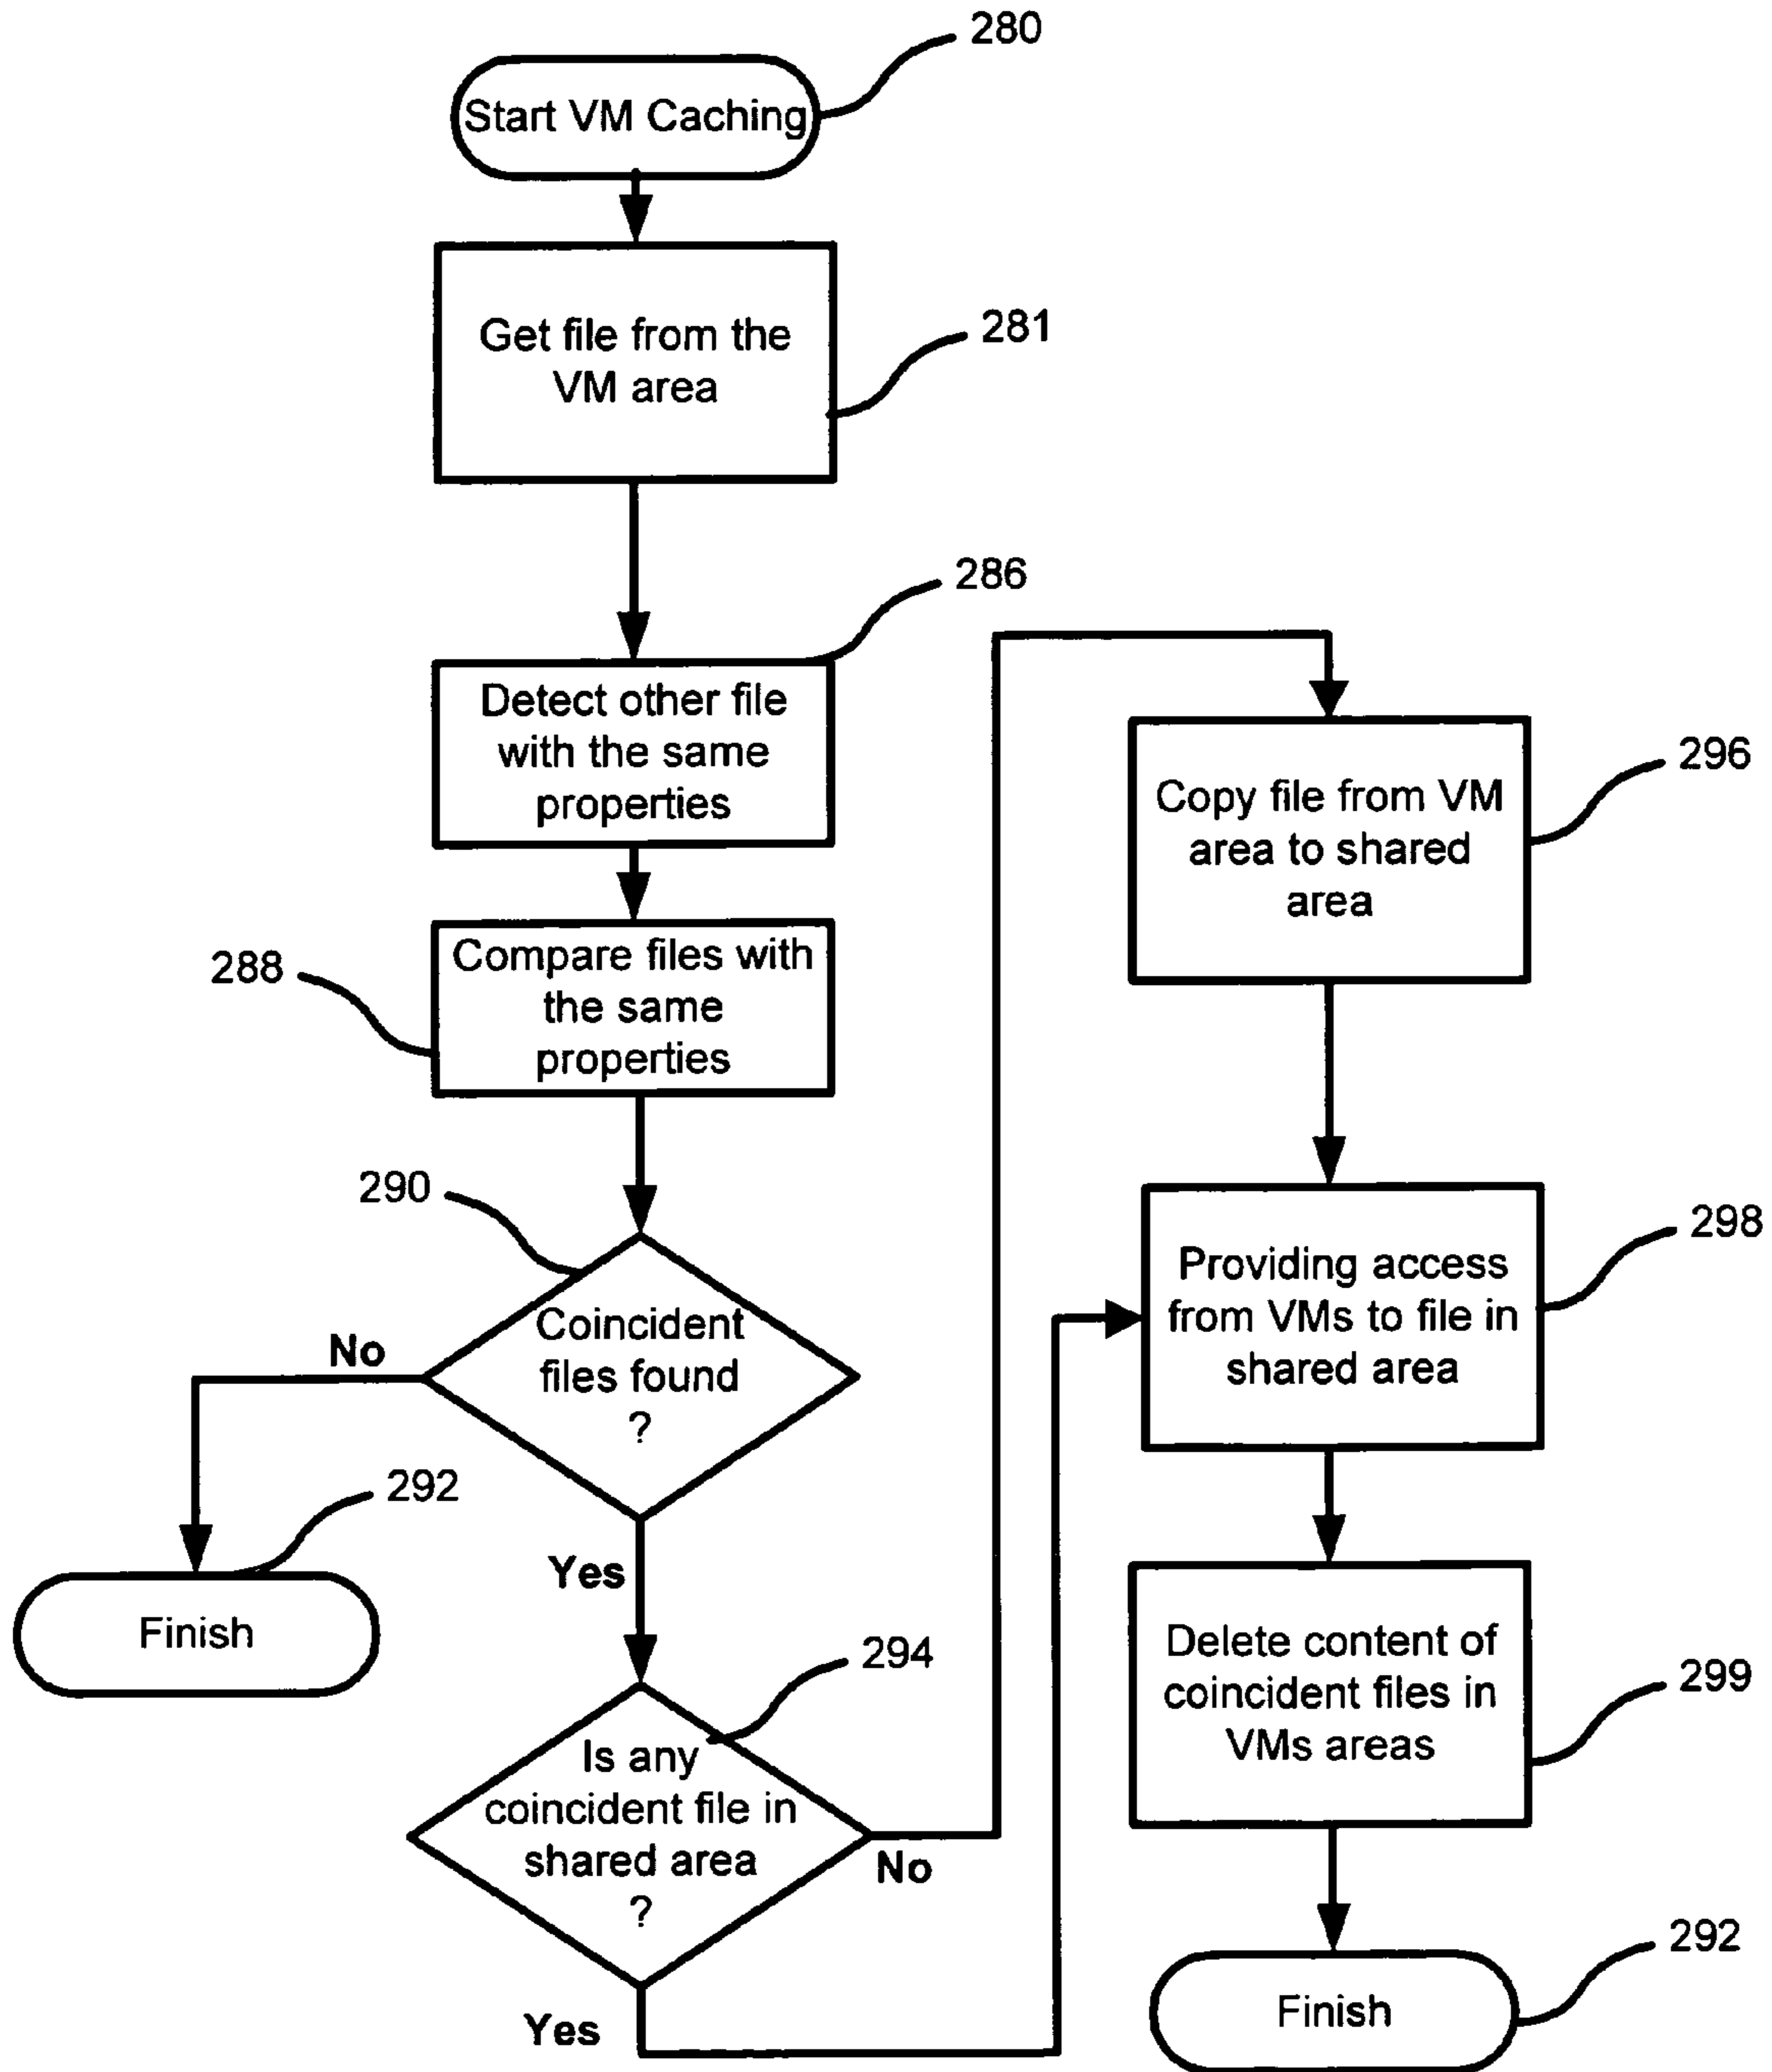 280
Start VM Caching
Get file from the
VM area
281
286
Detect other file
with the same
properties
288
Compare files with
the same
properties
290
Coincident
files found
?
No
292
Finish
Yes
294
Is any
coincident file in
shared area
?
No
Yes
296
Copy file from VM
area to shared
area
298
Providing access
from VMs to file in
shared area
Delete content of
coincident files in
VMs areas
299
292
Finish